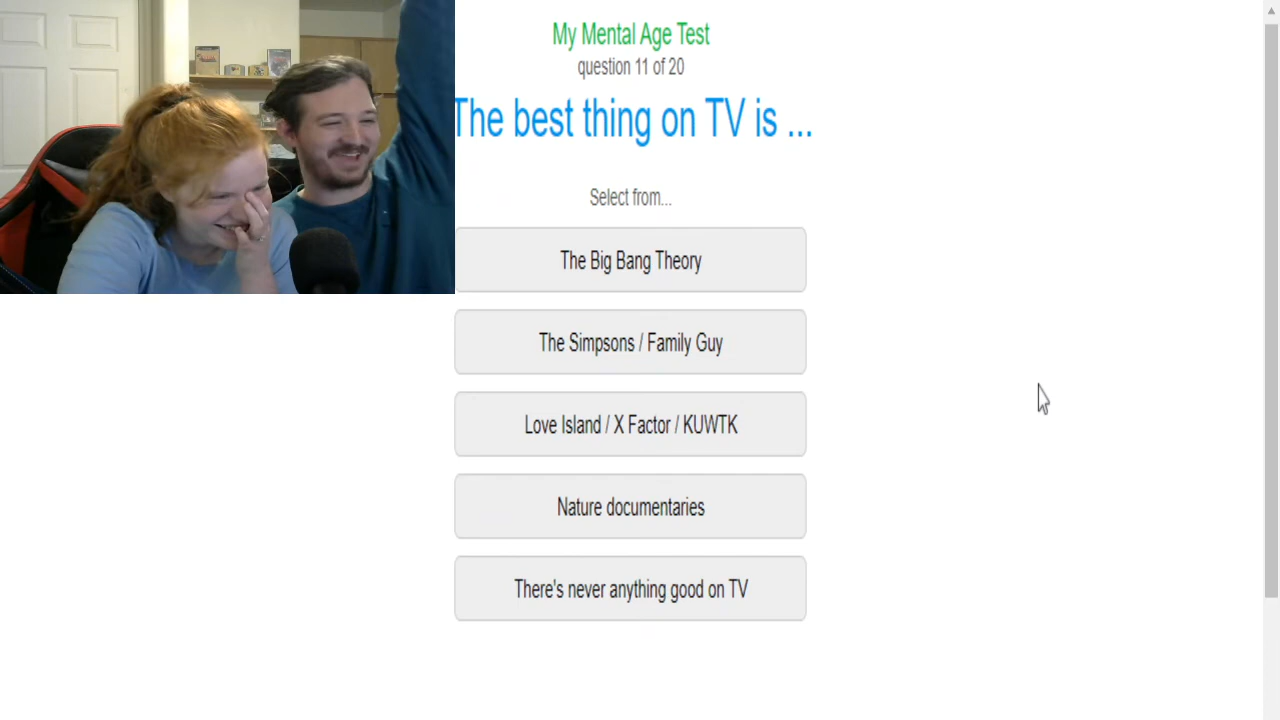 My Mental Age Test
question 11 of 20
The best thing on TV is ...
Select from...
The Big Bang Theory
The Simpsons / Family Guy
Love Island / X Factor / KUWTK
Nature documentaries
There's never anything good on TV